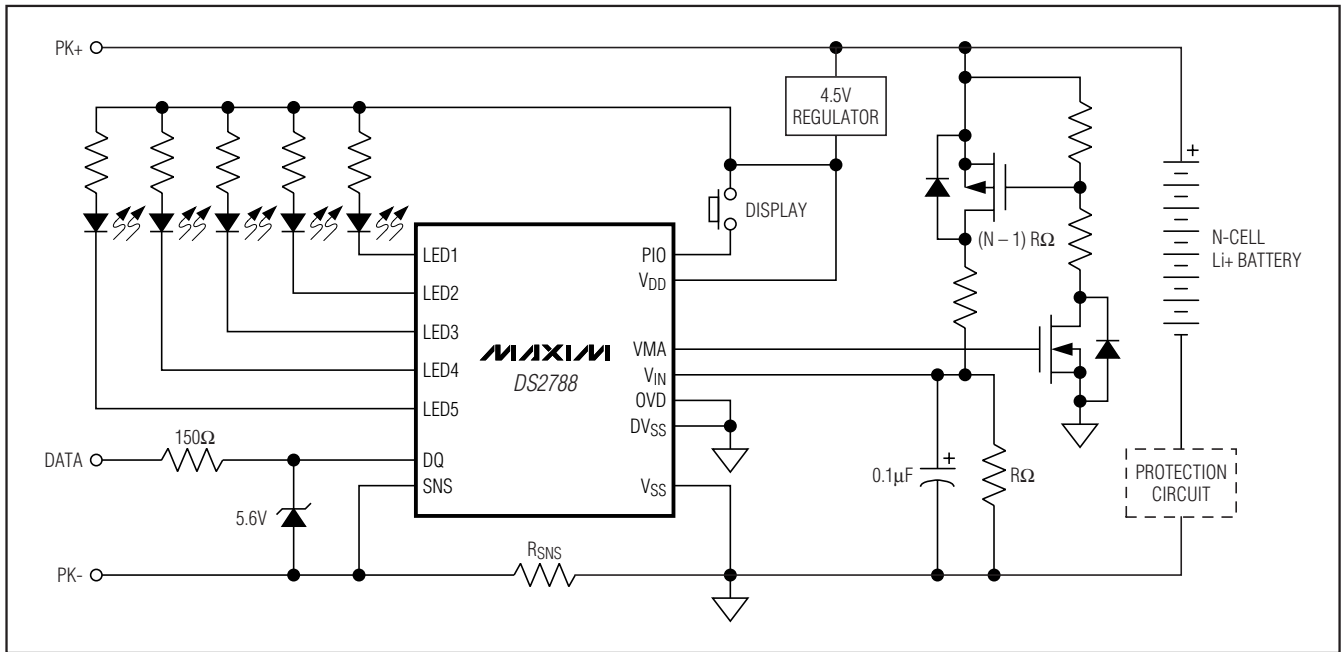 PK+
4.5V
REGULATOR
DISPLAY
(N – 1) RΩ
N-CELL
Li+ BATTERY
LED1
LED2
LED3
LED4
LED5
DQ
SNS
MAXIM
DS2788
PIO
VDD
VMA
VIN
OVD
DVSS
VSS
DATA
150Ω
5.6V
0.1µF
+
RΩ
+
PROTECTION
CIRCUIT
PK-
RSNS